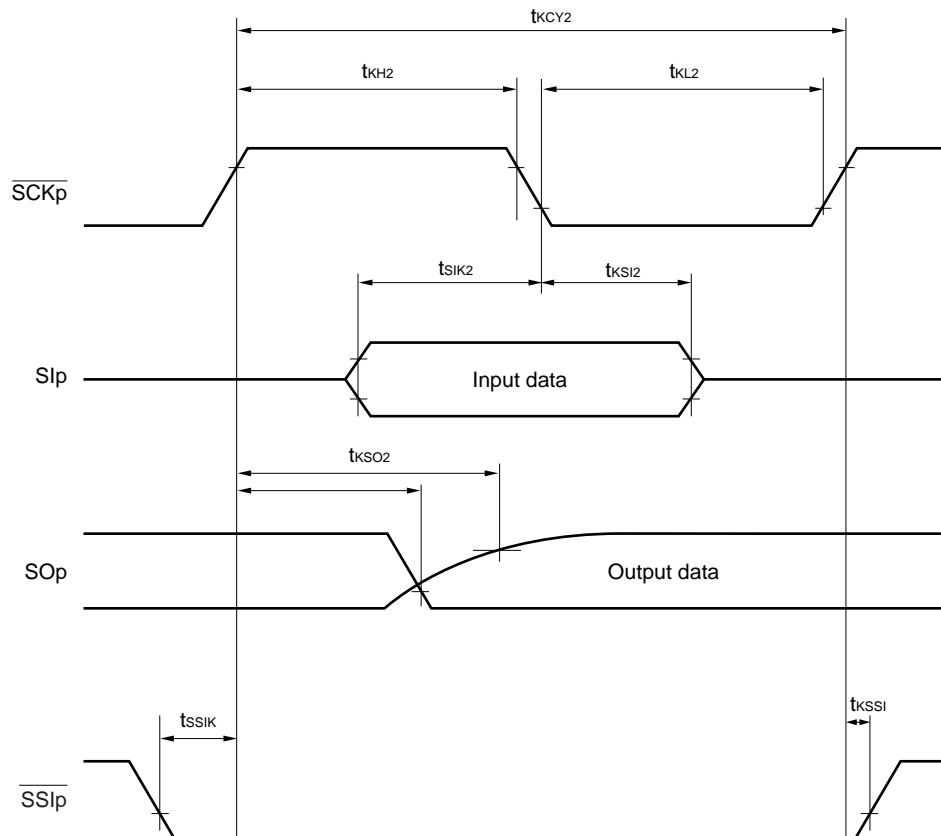 tKCY2
tKH2
tKL2
SCKp
tSIK2
tKSI2
SIp
Input data
tKSO2
SOp
Output data
tSSIK
tKSSI
SSIp